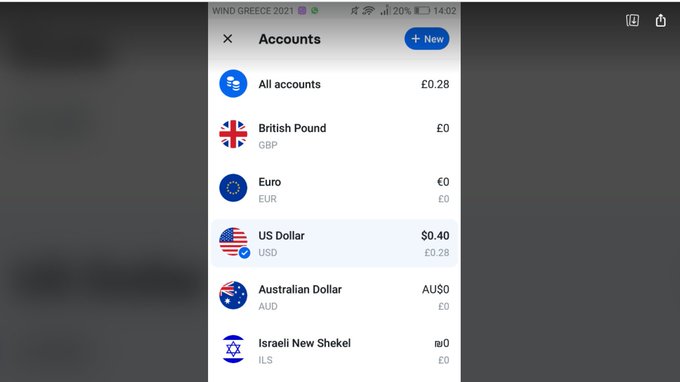 WIND GREECE 2021 20% 14:02
Accounts + New
All accounts £0.28
British Pound £0
GBP
Euro €0
EUR £0
US Dollar $0.40
USD £0.28
Australian Dollar AU$0
AUD £0
Israeli New Shekel ₪0
ILS £0